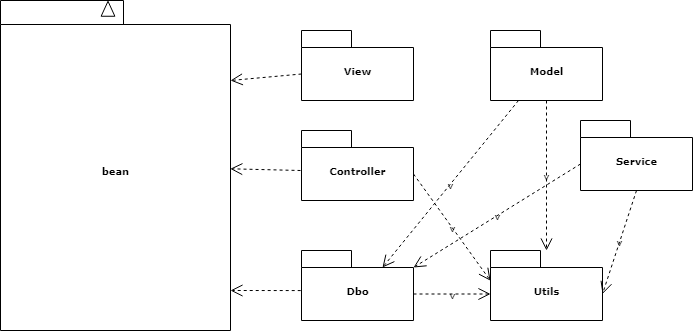 View
Model
Service
bean
Controller
Dbo
Utils